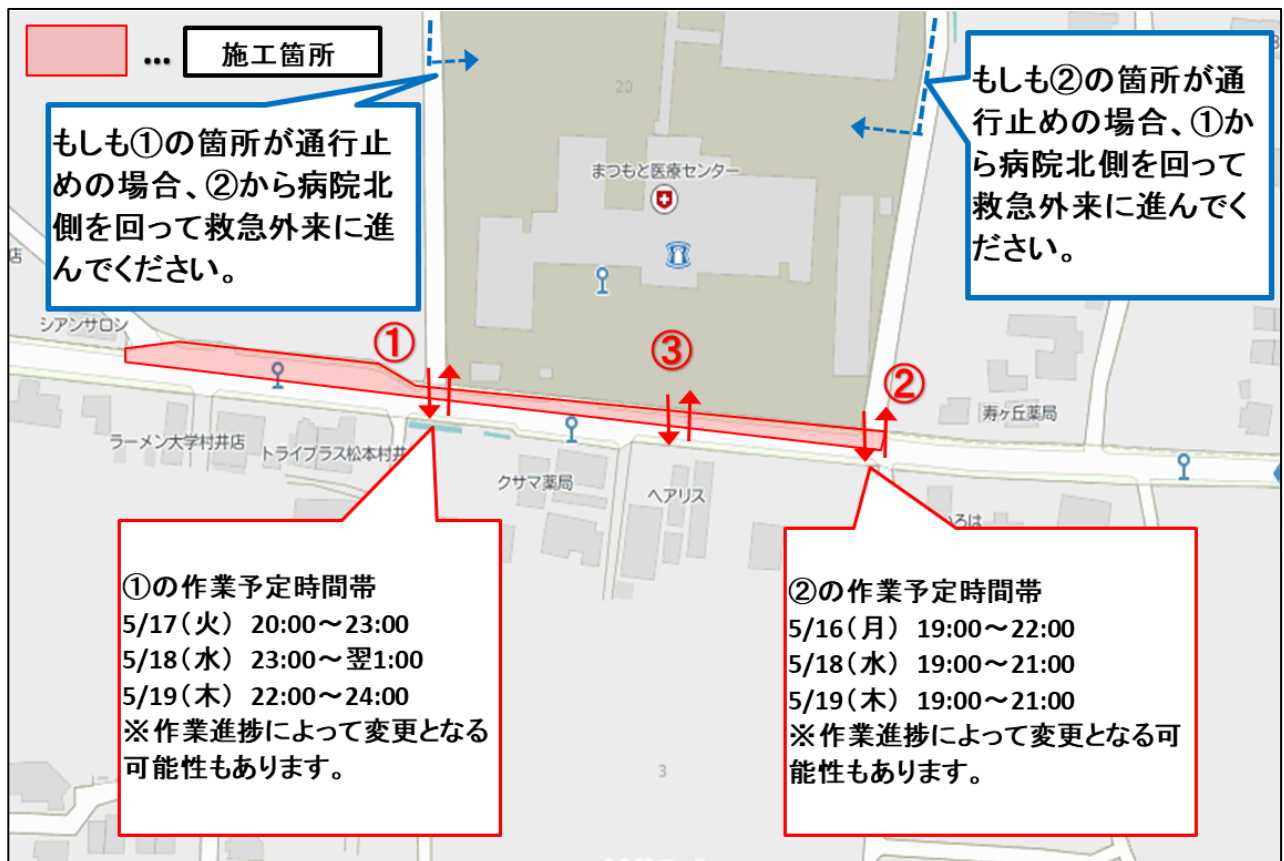 … 施工箇所
もしも①の箇所が通行止
めの場合、②から病院北
側を回って救急外来に進
んでください。
もしも②の箇所が通
行止めの場合、①か
ら病院北側を回って
救急外来に進んでく
ださい。
20
まつもと医療センター
店
シアンサロン
①
③
②
寿ヶ丘薬局
ラーメン大学村井店
トライプラス松本村井
クサマ薬局
ヘアリス
いろは
①の作業予定時間帯
5/17(火) 20:00～23:00
5/18(水) 23:00～翌1:00
5/19(木) 22:00～24:00
※作業進捗によって変更となる
可能性もあります。
②の作業予定時間帯
5/16(月) 19:00～22:00
5/18(水) 19:00～21:00
5/19(木) 19:00～21:00
※作業進捗によって変更となる可
能性もあります。
3